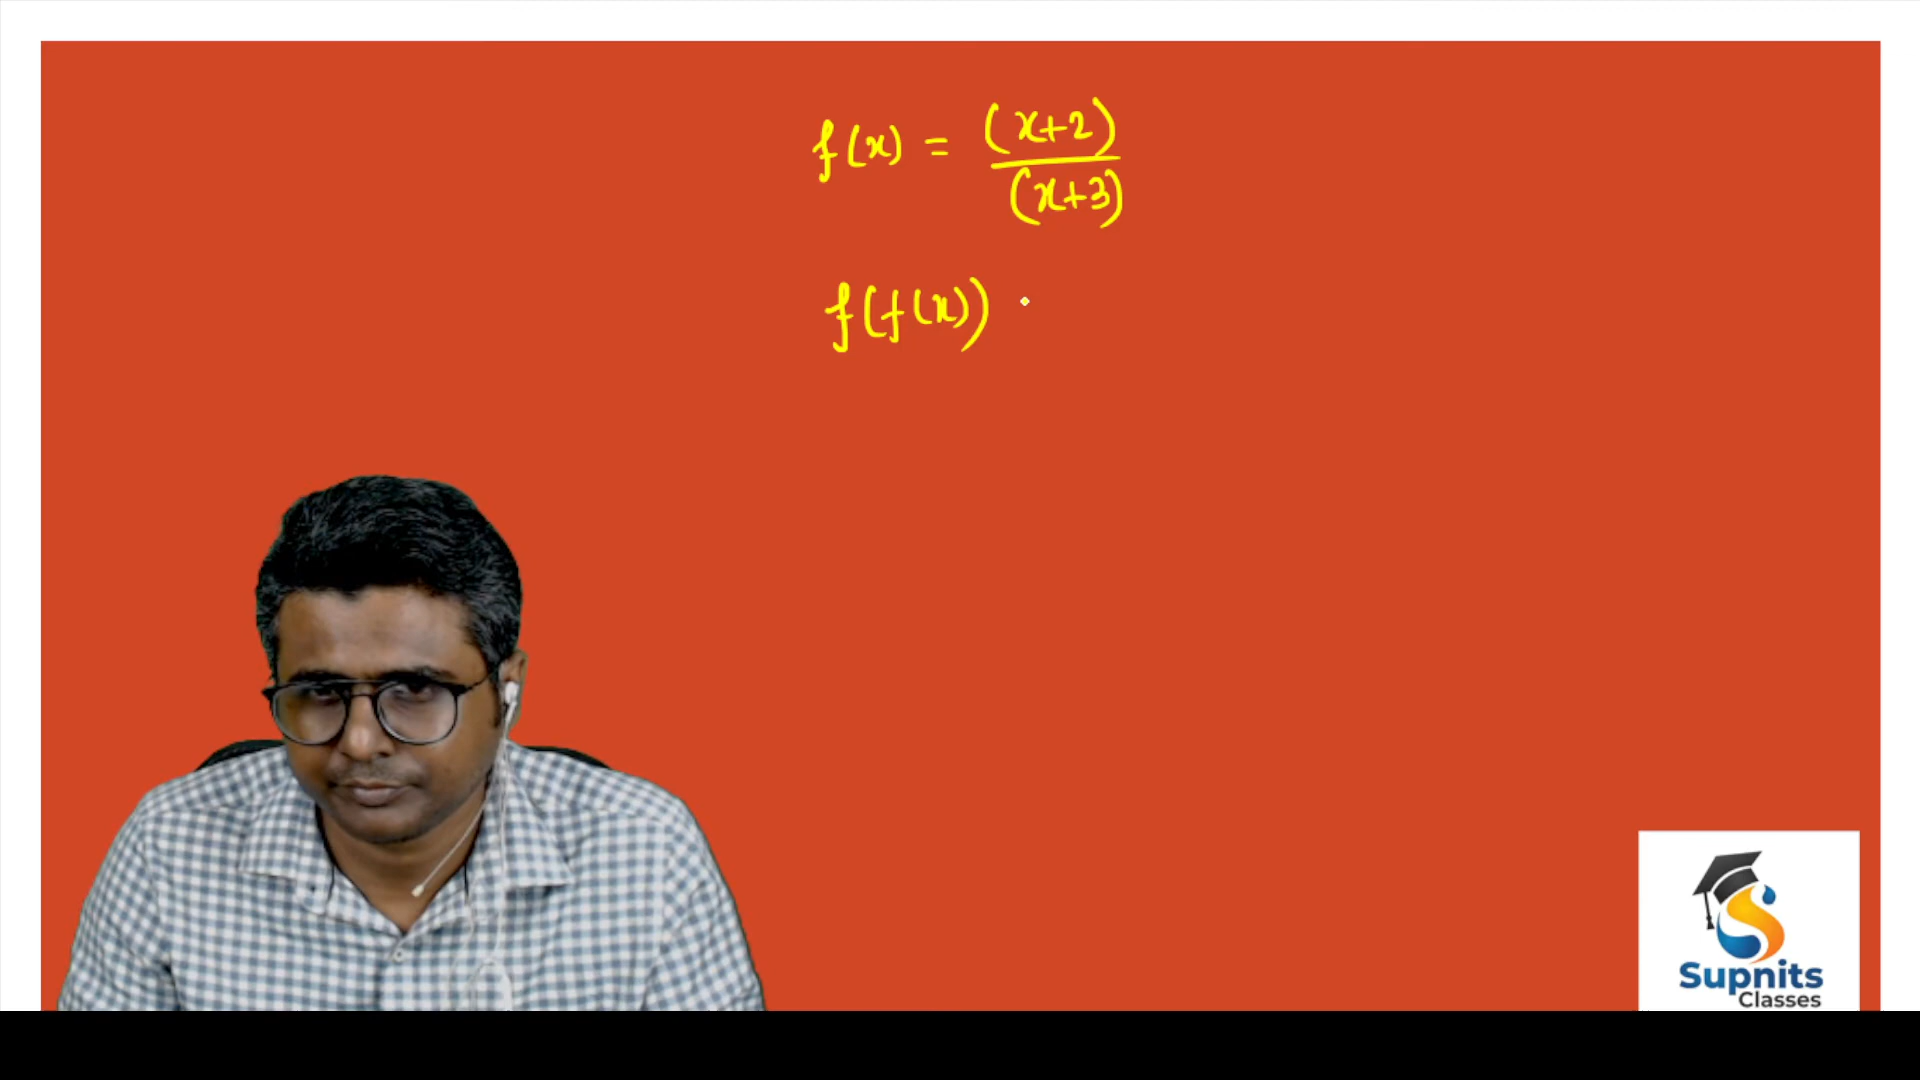 f(x) = (x+2)/(x+3)
f(f(x))
Supnits
Classes